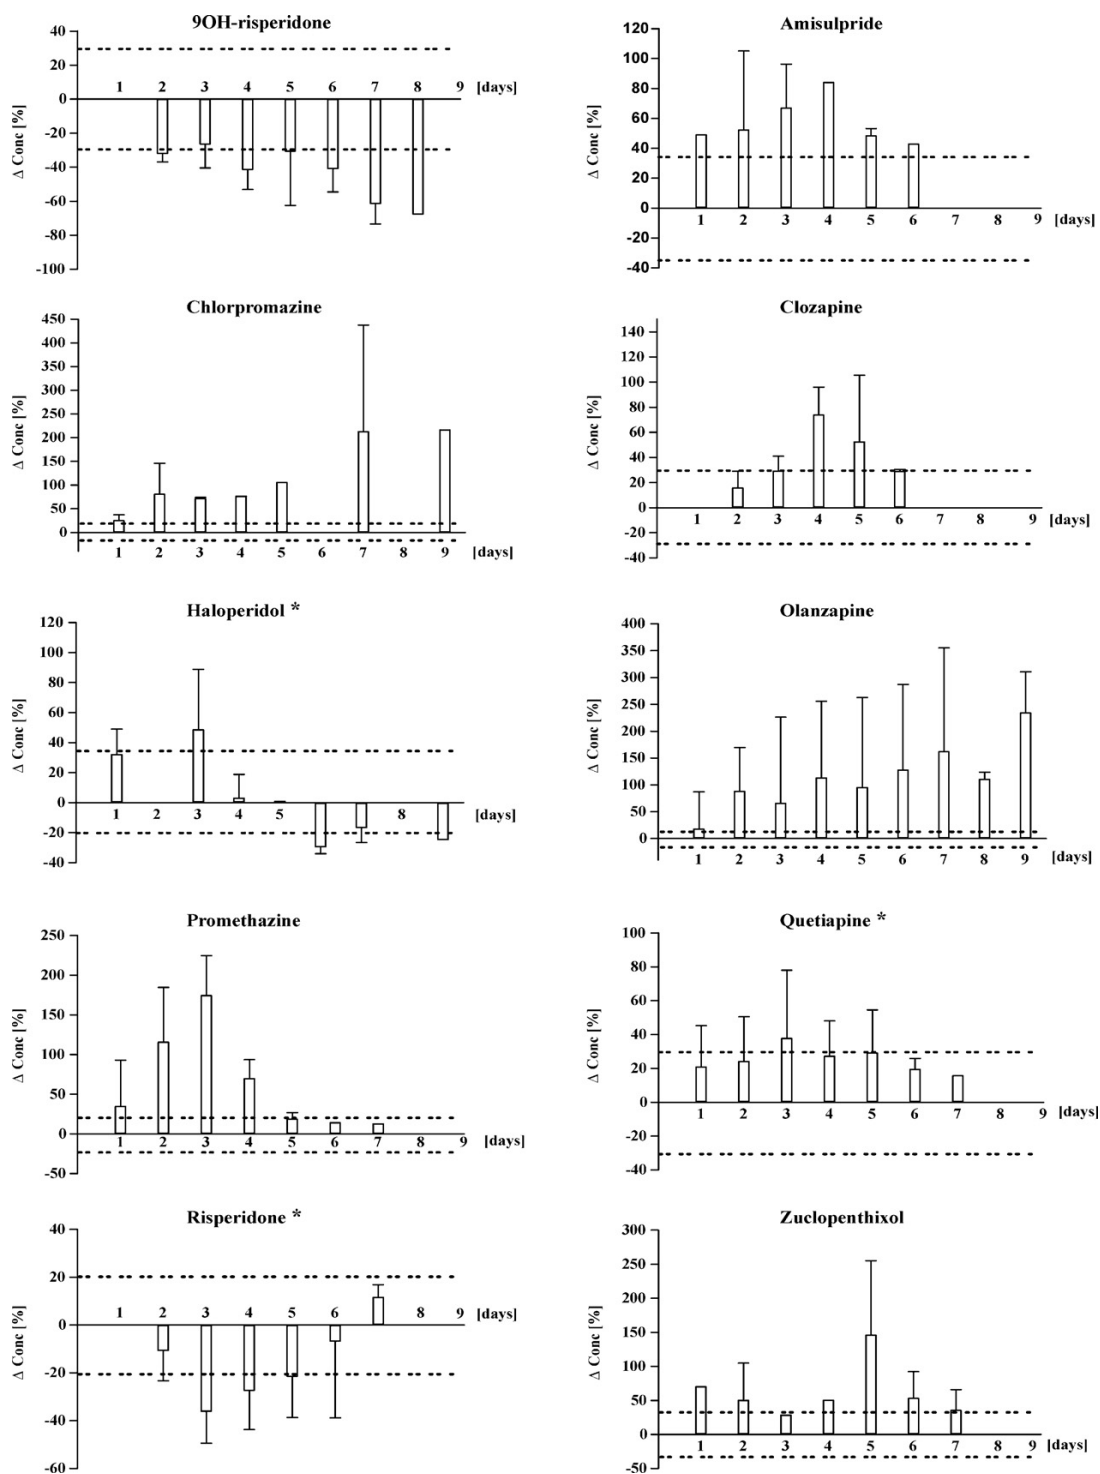 9OH-risperidone
40
20
0
-20
-40
-60
-80
-100
Δ Conc [%]
1 2 3 4 5 6 7 8 9 [days]
Amisulpride
120
100
80
60
40
20
0
-20
-40
Δ Conc [%]
1 2 3 4 5 6 7 8 9 [days]
Chlorpromazine
450
400
350
300
250
200
150
100
50
0
Δ Conc [%]
1 2 3 4 5 6 7 8 9 [days]
Clozapine
140
120
100
80
60
40
20
0
-20
-40
Δ Conc [%]
1 2 3 4 5 6 7 8 9 [days]
Haloperidol *
120
100
80
60
40
20
0
-20
-40
Δ Conc [%]
1 2 3 4 5 8 [days]
Olanzapine
400
350
300
250
200
150
100
50
0
Δ Conc [%]
1 2 3 4 5 6 7 8 9 [days]
Promethazine
250
200
150
100
50
0
-50
Δ Conc [%]
1 2 3 4 5 6 7 8 9 [days]
Quetiapine *
100
80
60
40
20
0
-20
-40
Δ Conc [%]
1 2 3 4 5 6 7 8 9 [days]
Risperidone *
40
20
0
-20
-40
-60
Δ Conc [%]
1 2 3 4 5 6 7 8 9 [days]
Zuclopenthixol
300
250
200
150
100
50
0
-50
Δ Conc [%]
1 2 3 4 5 6 7 8 9 [days]